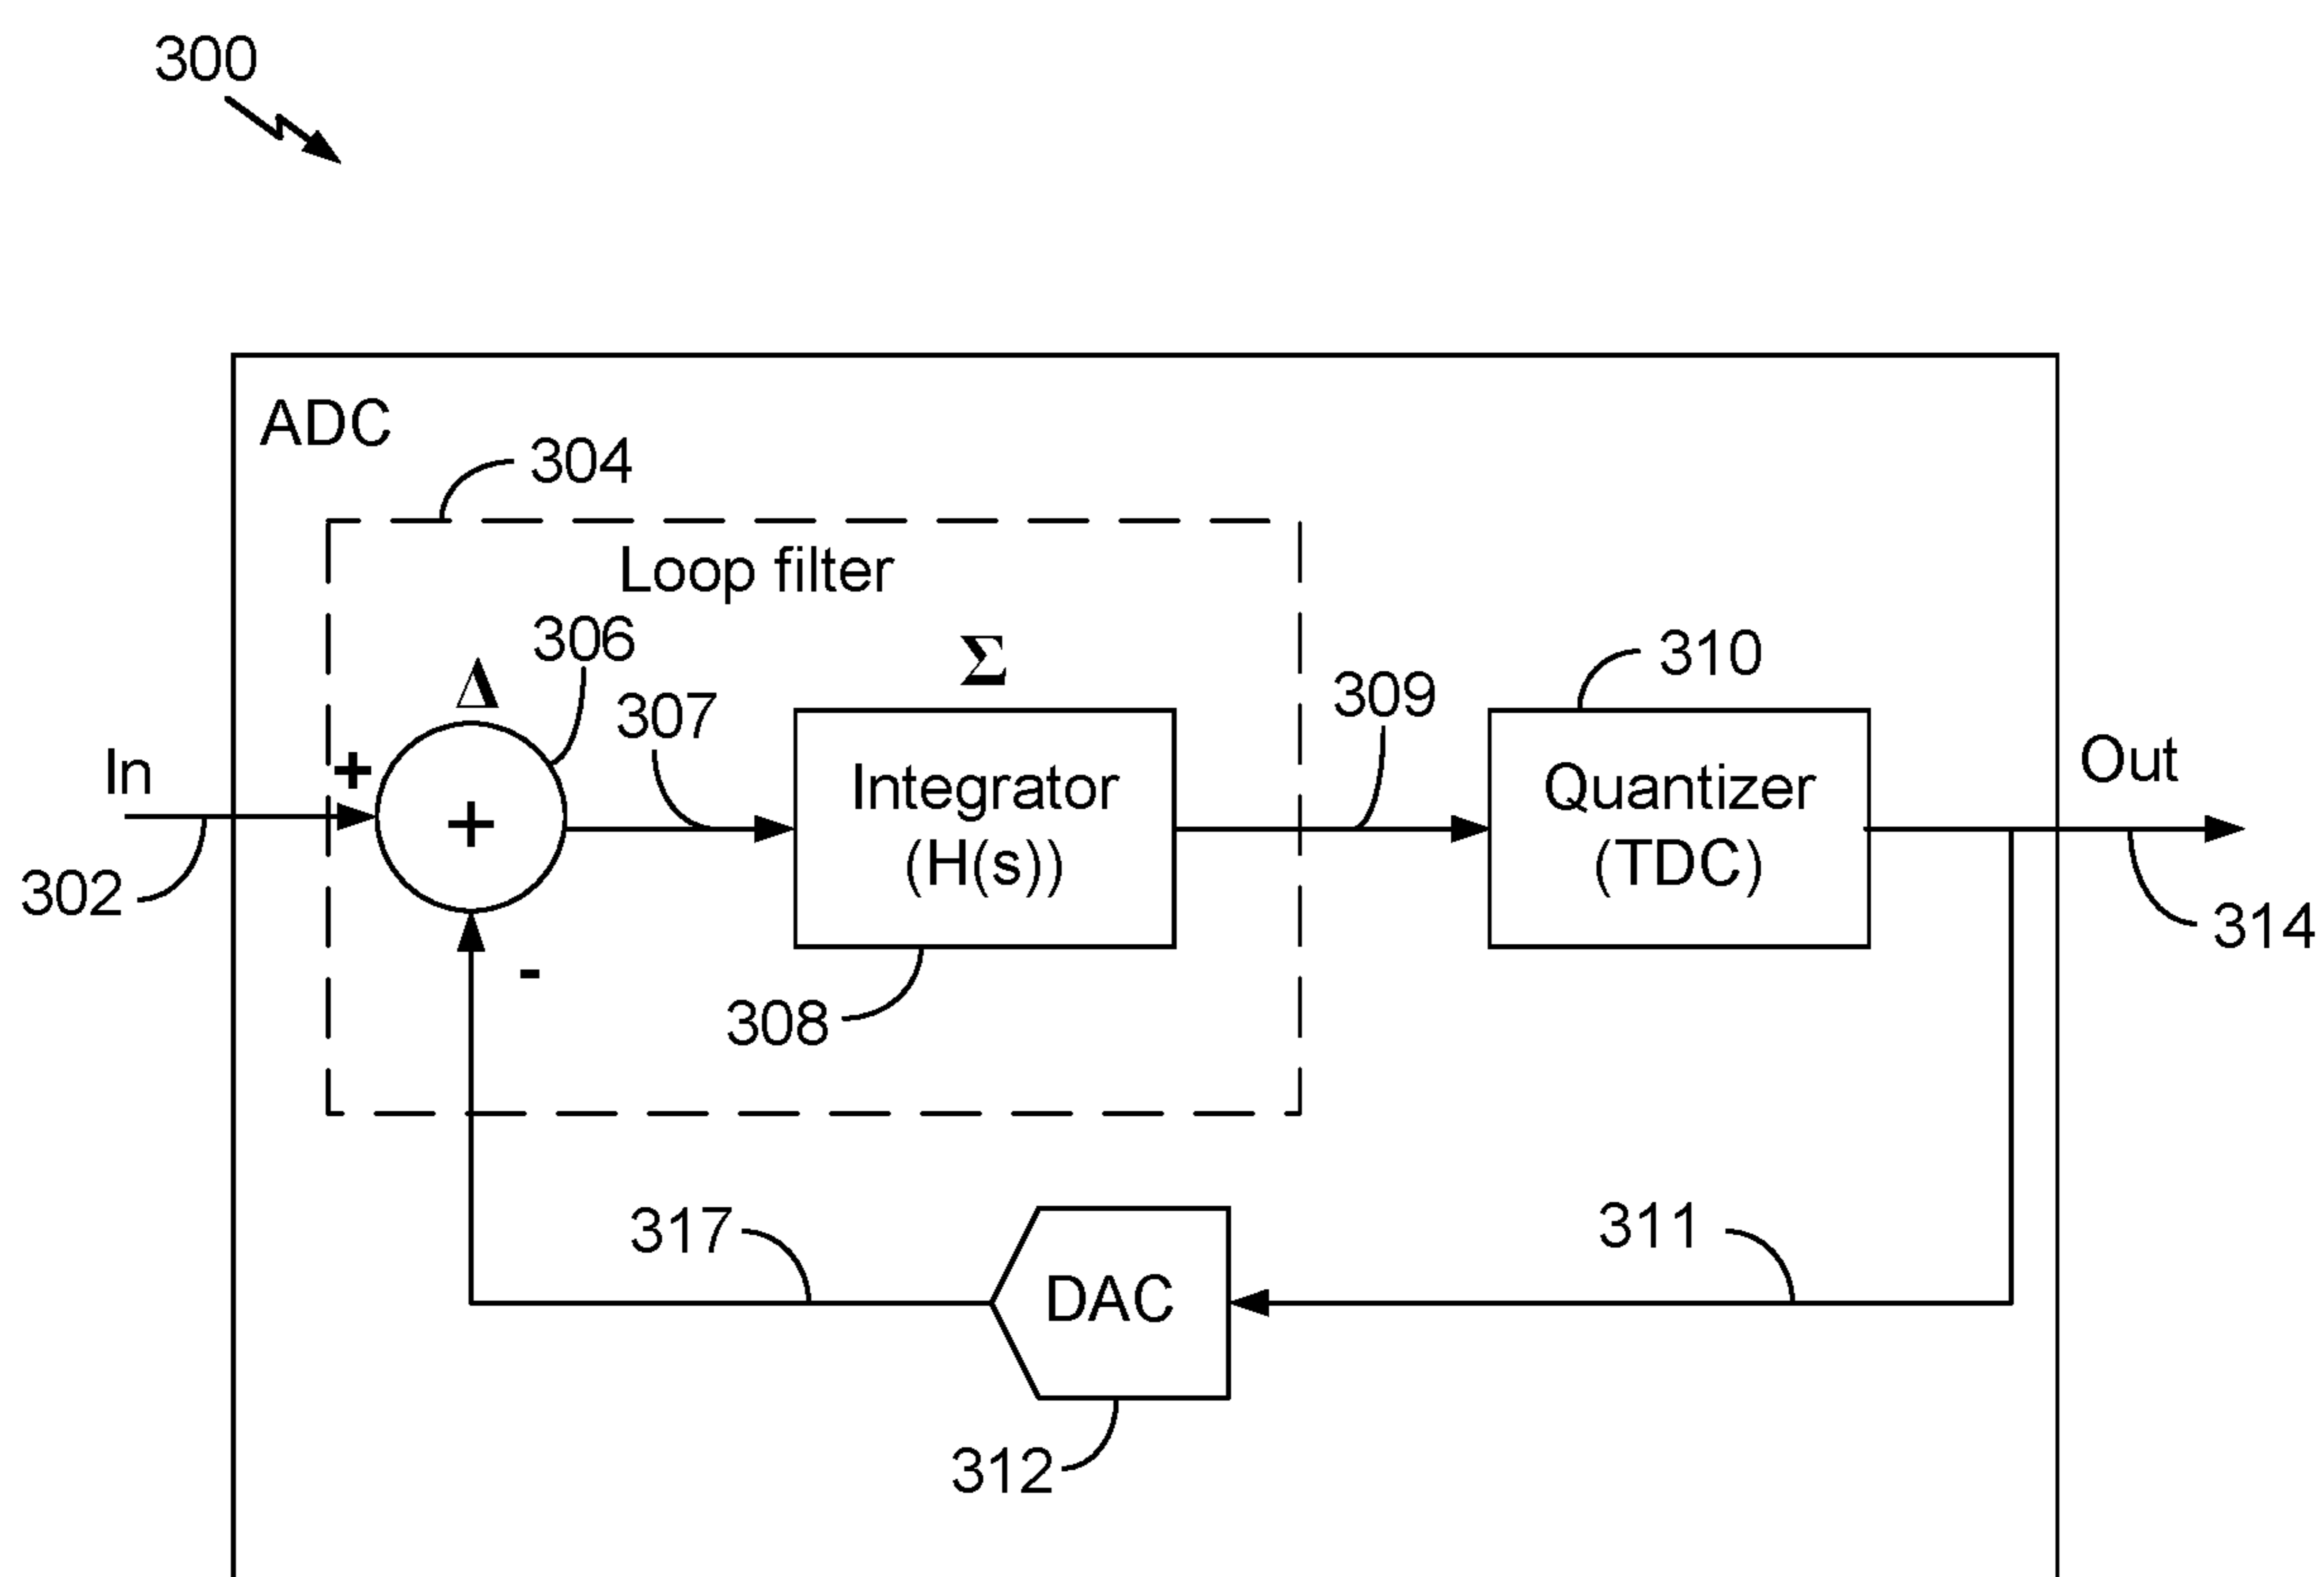 300
ADC
304
Loop filter
306
Δ
Σ
307
309
310
In
+
+
Integrator
(H(s))
Quantizer
(TDC)
Out
302
-
308
314
317
311
DAC
312